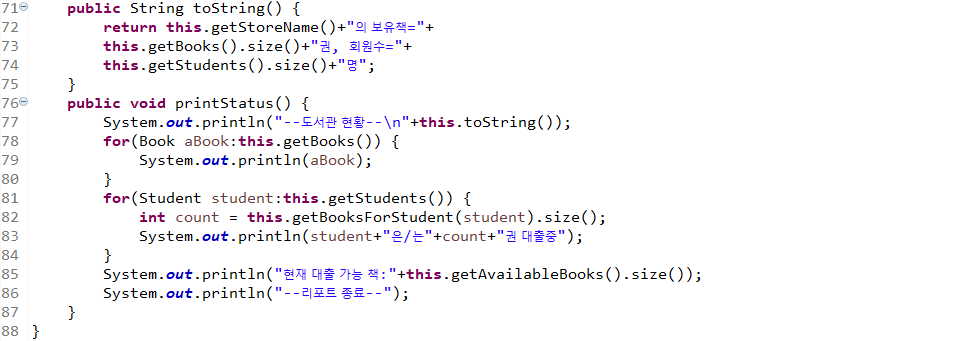 71 public String toString() {
72 return this.getStoreName()+"의 보유책="+
73 this.getBooks().size()+"권, 회원수="+
74 this.getStudents().size()+"명";
75 }
76 public void printStatus() {
77 System.out.println("--도서관 현황--\n"+this.toString());
78 for(Book aBook:this.getBooks()) {
79 System.out.println(aBook);
80 }
81 for(Student student:this.getStudents()) {
82 int count = this.getBooksForStudent(student).size();
83 System.out.println(student+"은/는"+count+"권 대출중");
84 }
85 System.out.println("현재 대출 가능 책:"+this.getAvailableBooks().size());
86 System.out.println("--리포트 종료--");
87 }
88 }